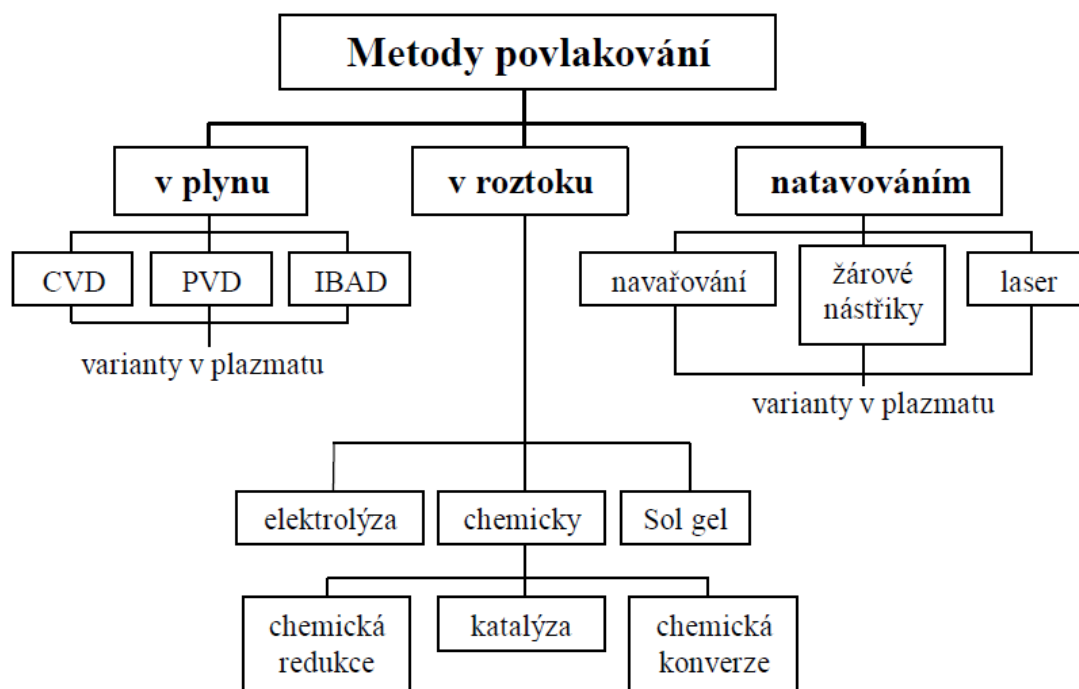 Metody povlakování
v plynu
v roztoku
natavováním
CVD
PVD
IBAD
navařování
žárové
nástřiky
laser
varianty v plazmatu
varianty v plazmatu
elektrolýza
chemicky
Sol gel
chemická
redukce
katalýza
chemická
konverze